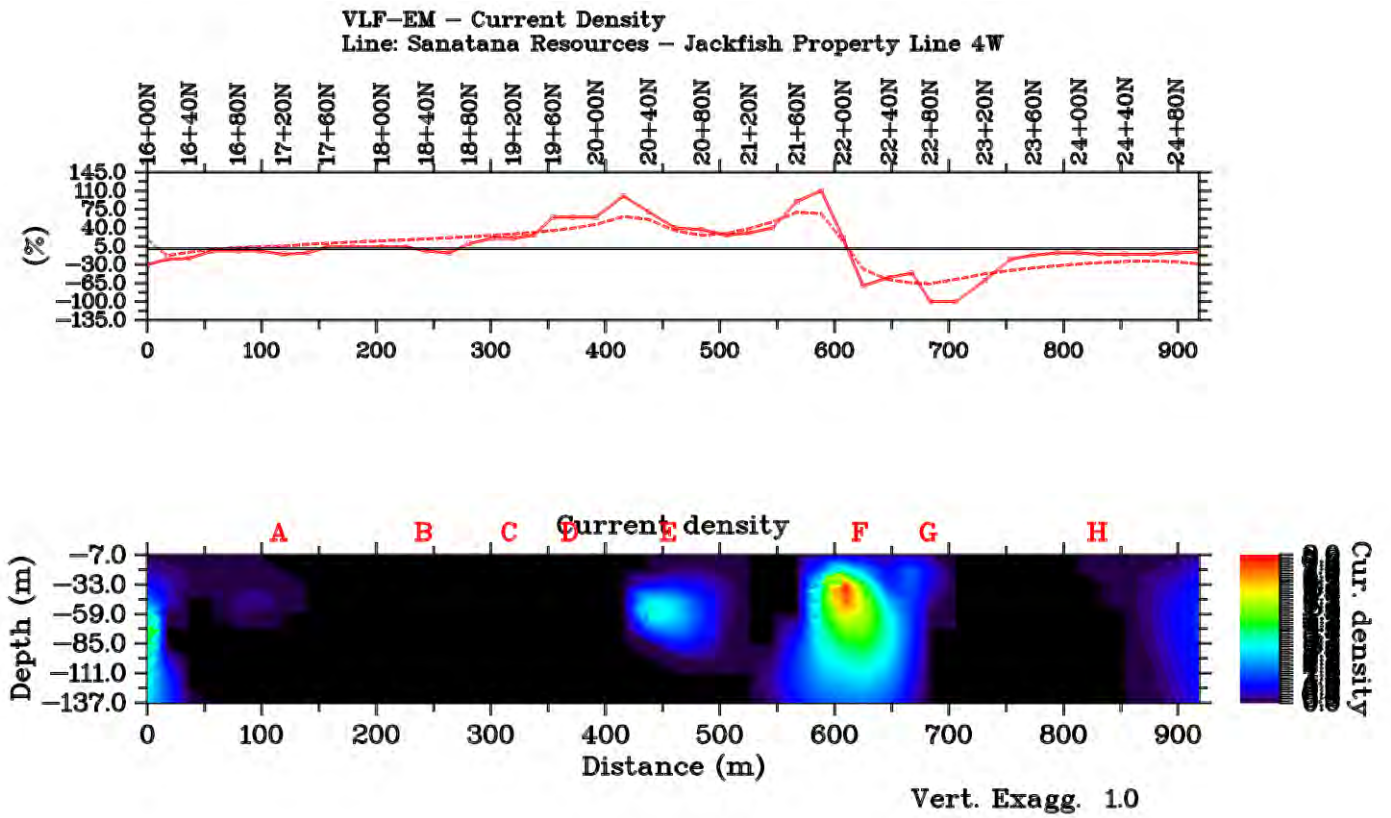 VLF-EM - Current Density
Line: Sanatana Resources - Jackfish Property Line 4W
16+00N 16+40N 16+80N 17+20N 17+60N 18+00N 18+40N 18+80N 19+20N 19+60N 20+00N 20+40N 20+80N 21+20N 21+60N 22+00N 22+40N 22+80N 23+20N 23+60N 24+00N 24+40N 24+80N
(%)
145.0
110.0
75.0
40.0
5.0
-30.0
-65.0
-100.0
-135.0
0 100 200 300 400 500 600 700 800 900
Current density
A B C D E F G H
Depth (m)
-7.0
-33.0
-59.0
-85.0
-111.0
-137.0
0 100 200 300 400 500 600 700 800 900
Distance (m)
Cur. density
Vert. Exagg. 1.0